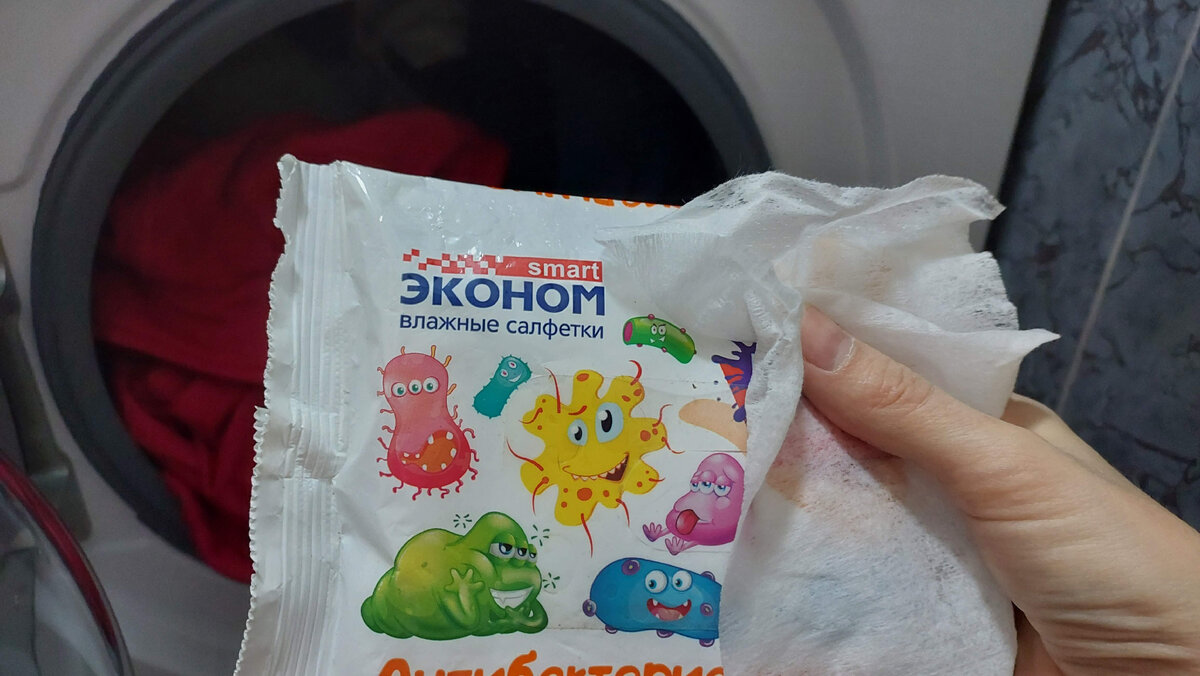 smart
ЭКОНОМ
влажные салфетки